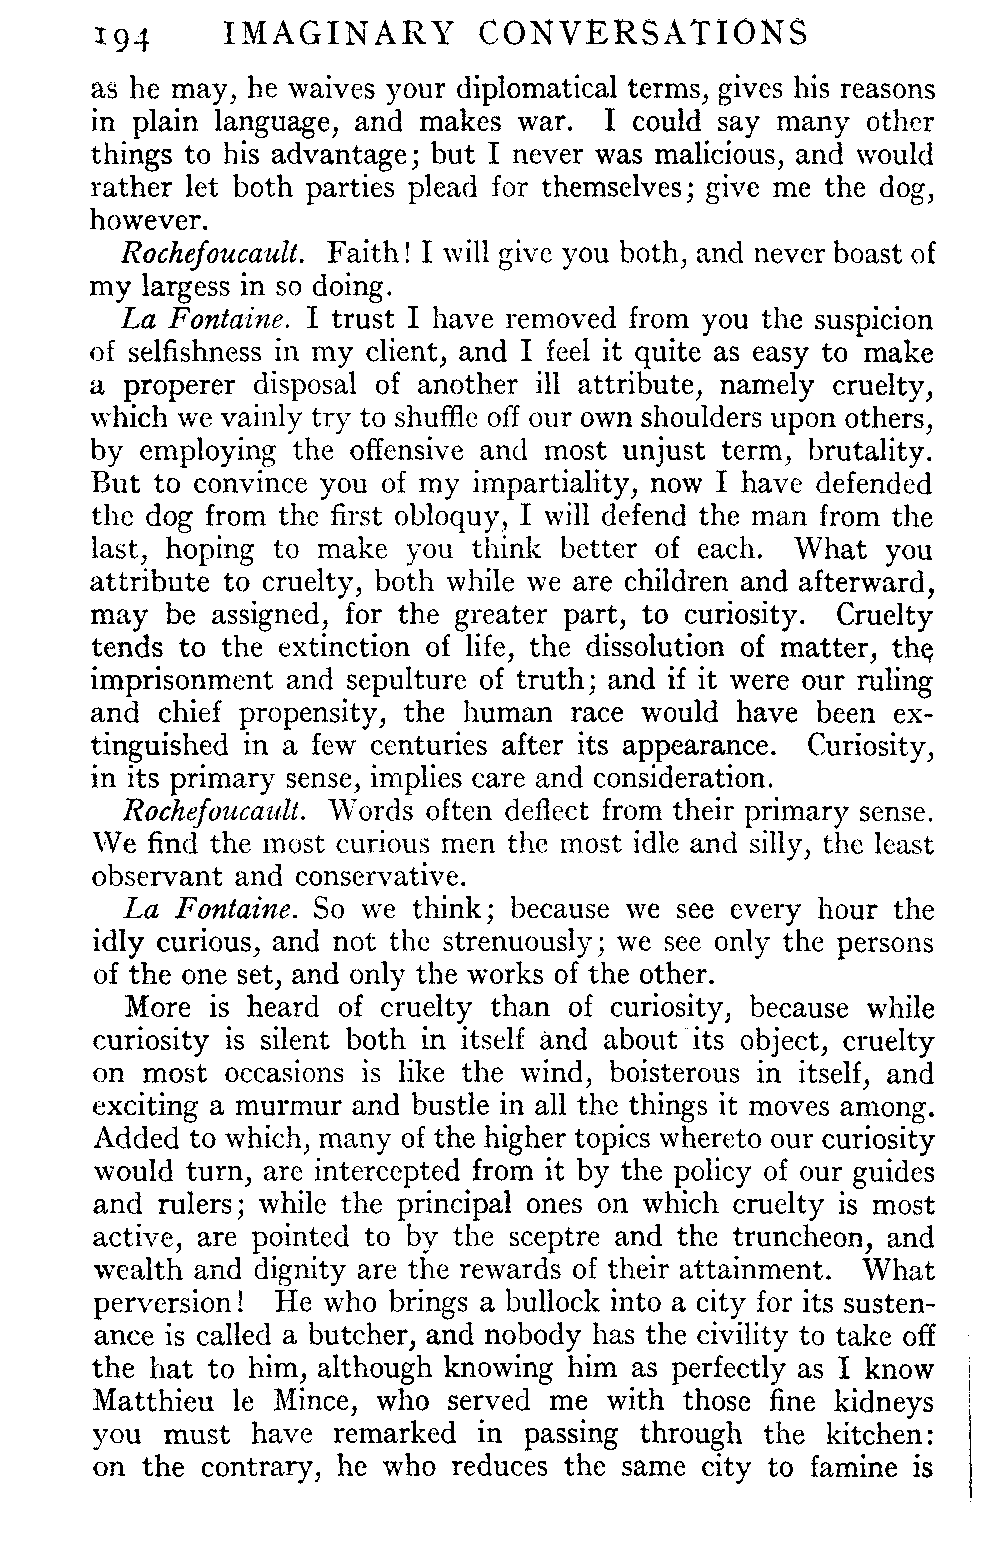 194 IMAGINARY CONVERSATIONS
as he may, he waives your diplomatical terms, gives his reasons
in plain language, and makes war. I could say many other
things to his advantage; but I never was malicious, and would
rather let both parties plead for themselves; give me the dog,
however.
Rochefoucault. Faith! I will give you both, and never boast of
my largess in so doing.
La Fontaine. I trust I have removed from you the suspicion
of selfishness in my client, and I feel it quite as easy to make
a properer disposal of another ill attribute, namely cruelty,
which we vainly try to shuffle off our own shoulders upon others,
by employing the offensive and most unjust term, brutality.
But to convince you of my impartiality, now I have defended
the dog from the first obloquy, I will defend the man from the
last, hoping to make you think better of each. What you
attribute to cruelty, both while we are children and afterward,
may be assigned, for the greater part, to curiosity. Cruelty
tends to the extinction of life, the dissolution of matter, the
imprisonment and sepulture of truth; and if it were our ruling
and chief propensity, the human race would have been ex-
tinguished in a few centuries after its appearance. Curiosity,
in its primary sense, implies care and consideration.
Rochefoucault. Words often deflect from their primary sense.
We find the most curious men the most idle and silly, the least
observant and conservative.
La Fontaine. So we think; because we see every hour the
idly curious, and not the strenuously; we see only the persons
of the one set, and only the works of the other.
More is heard of cruelty than of curiosity, because while
curiosity is silent both in itself and about its object, cruelty
on most occasions is like the wind, boisterous in itself, and
exciting a murmur and bustle in all the things it moves among.
Added to which, many of the higher topics whereto our curiosity
would turn, are intercepted from it by the policy of our guides
and rulers; while the principal ones on which cruelty is most
active, are pointed to by the sceptre and the truncheon, and
wealth and dignity are the rewards of their attainment. What
perversion! He who brings a bullock into a city for its susten-
ance is called a butcher, and nobody has the civility to take off
the hat to him, although knowing him as perfectly as I know
Matthieu le Mince, who served me with those fine kidneys
you must have remarked in passing through the kitchen:
on the contrary, he who reduces the same city to famine is